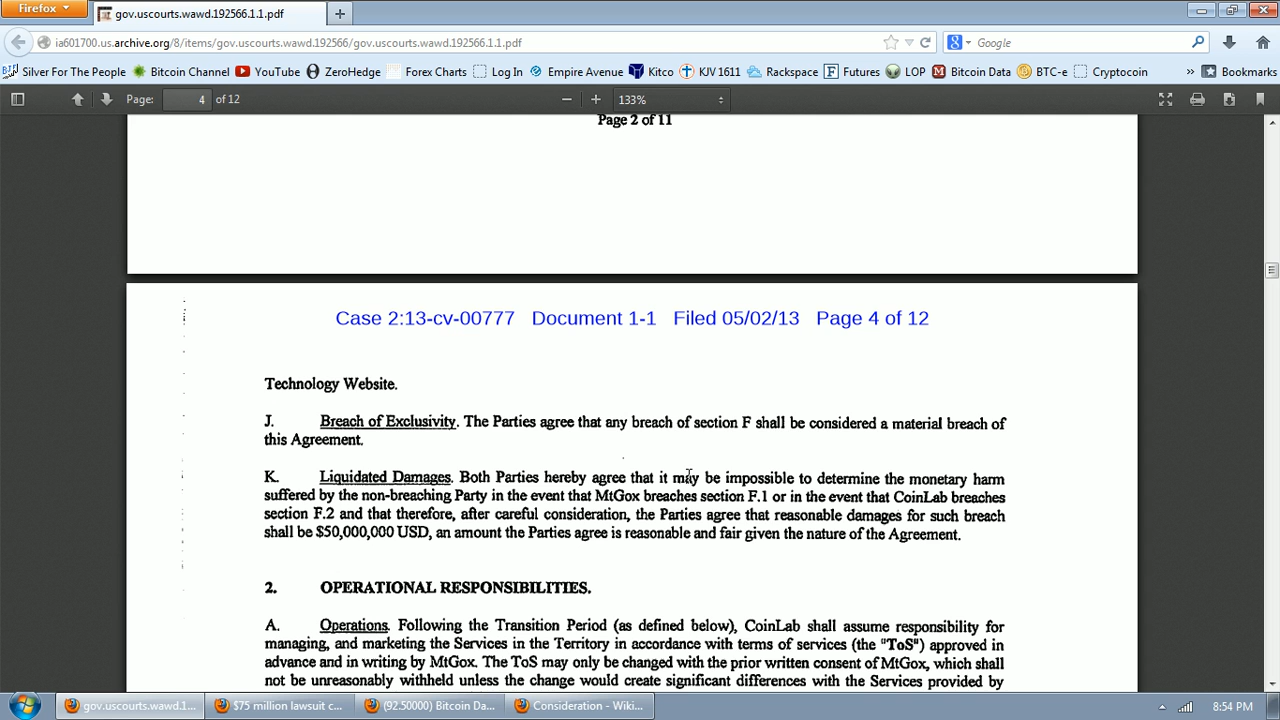 Firefox
gov.uscourts.wawd.192566.1.1.pdf
ia601700.us.archive.org/8/items/gov.uscourts.wawd.192566/gov.uscourts.wawd.192566.1.1.pdf
Google
Silver For The People Bitcoin Channel YouTube ZeroHedge Forex Charts Log In Empire Avenue Kitco KJV 1611 Rackspace Futures LOP Bitcoin Data BTC-e Cryptocoin » Bookmarks
Page: 4 of 12 133%
Page 2 of 11
Case 2:13-cv-00777 Document 1-1 Filed 05/02/13 Page 4 of 12
Technology Website.
J. Breach of Exclusivity. The Parties agree that any breach of section F shall be considered a material breach of
this Agreement.
K. Liquidated Damages. Both Parties hereby agree that it may be impossible to determine the monetary harm
suffered by the non-breaching Party in the event that MtGox breaches section F.1 or in the event that CoinLab breaches
section F.2 and that therefore, after careful consideration, the Parties agree that reasonable damages for such breach
shall be $50,000,000 USD, an amount the Parties agree is reasonable and fair given the nature of the Agreement.
2. OPERATIONAL RESPONSIBILITIES.
A. Operations. Following the Transition Period (as defined below), CoinLab shall assume responsibility for
managing, and marketing the Services in the Territory in accordance with terms of services (the "ToS") approved in
advance and in writing by MtGox. The ToS may only be changed with the prior written consent of MtGox, which shall
not be unreasonably withheld unless the change would create significant differences with the Services provided by
gov.uscourts.wawd.1... $75 million lawsuit c... (92.50000) Bitcoin Da... Consideration - Wiki... 8:54 PM